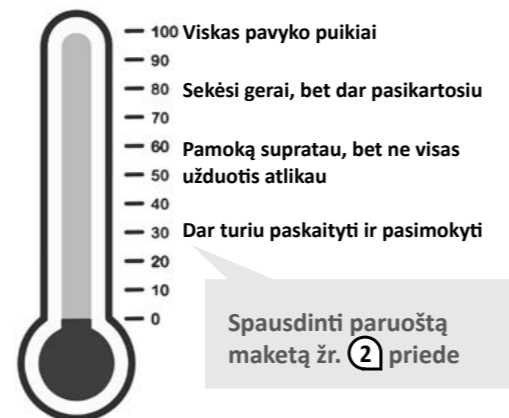 100 Viskas pavyko puikiai
90
80 Sekėsi gerai, bet dar pasikartosiu
70
60 Pamoką supratau, bet ne visas
50 užduotis atlikau
40
30 Dar turiu paskaityti ir pasimokyti
20
10
0
Spausdinti paruoštą
maketą žr. 2 priede